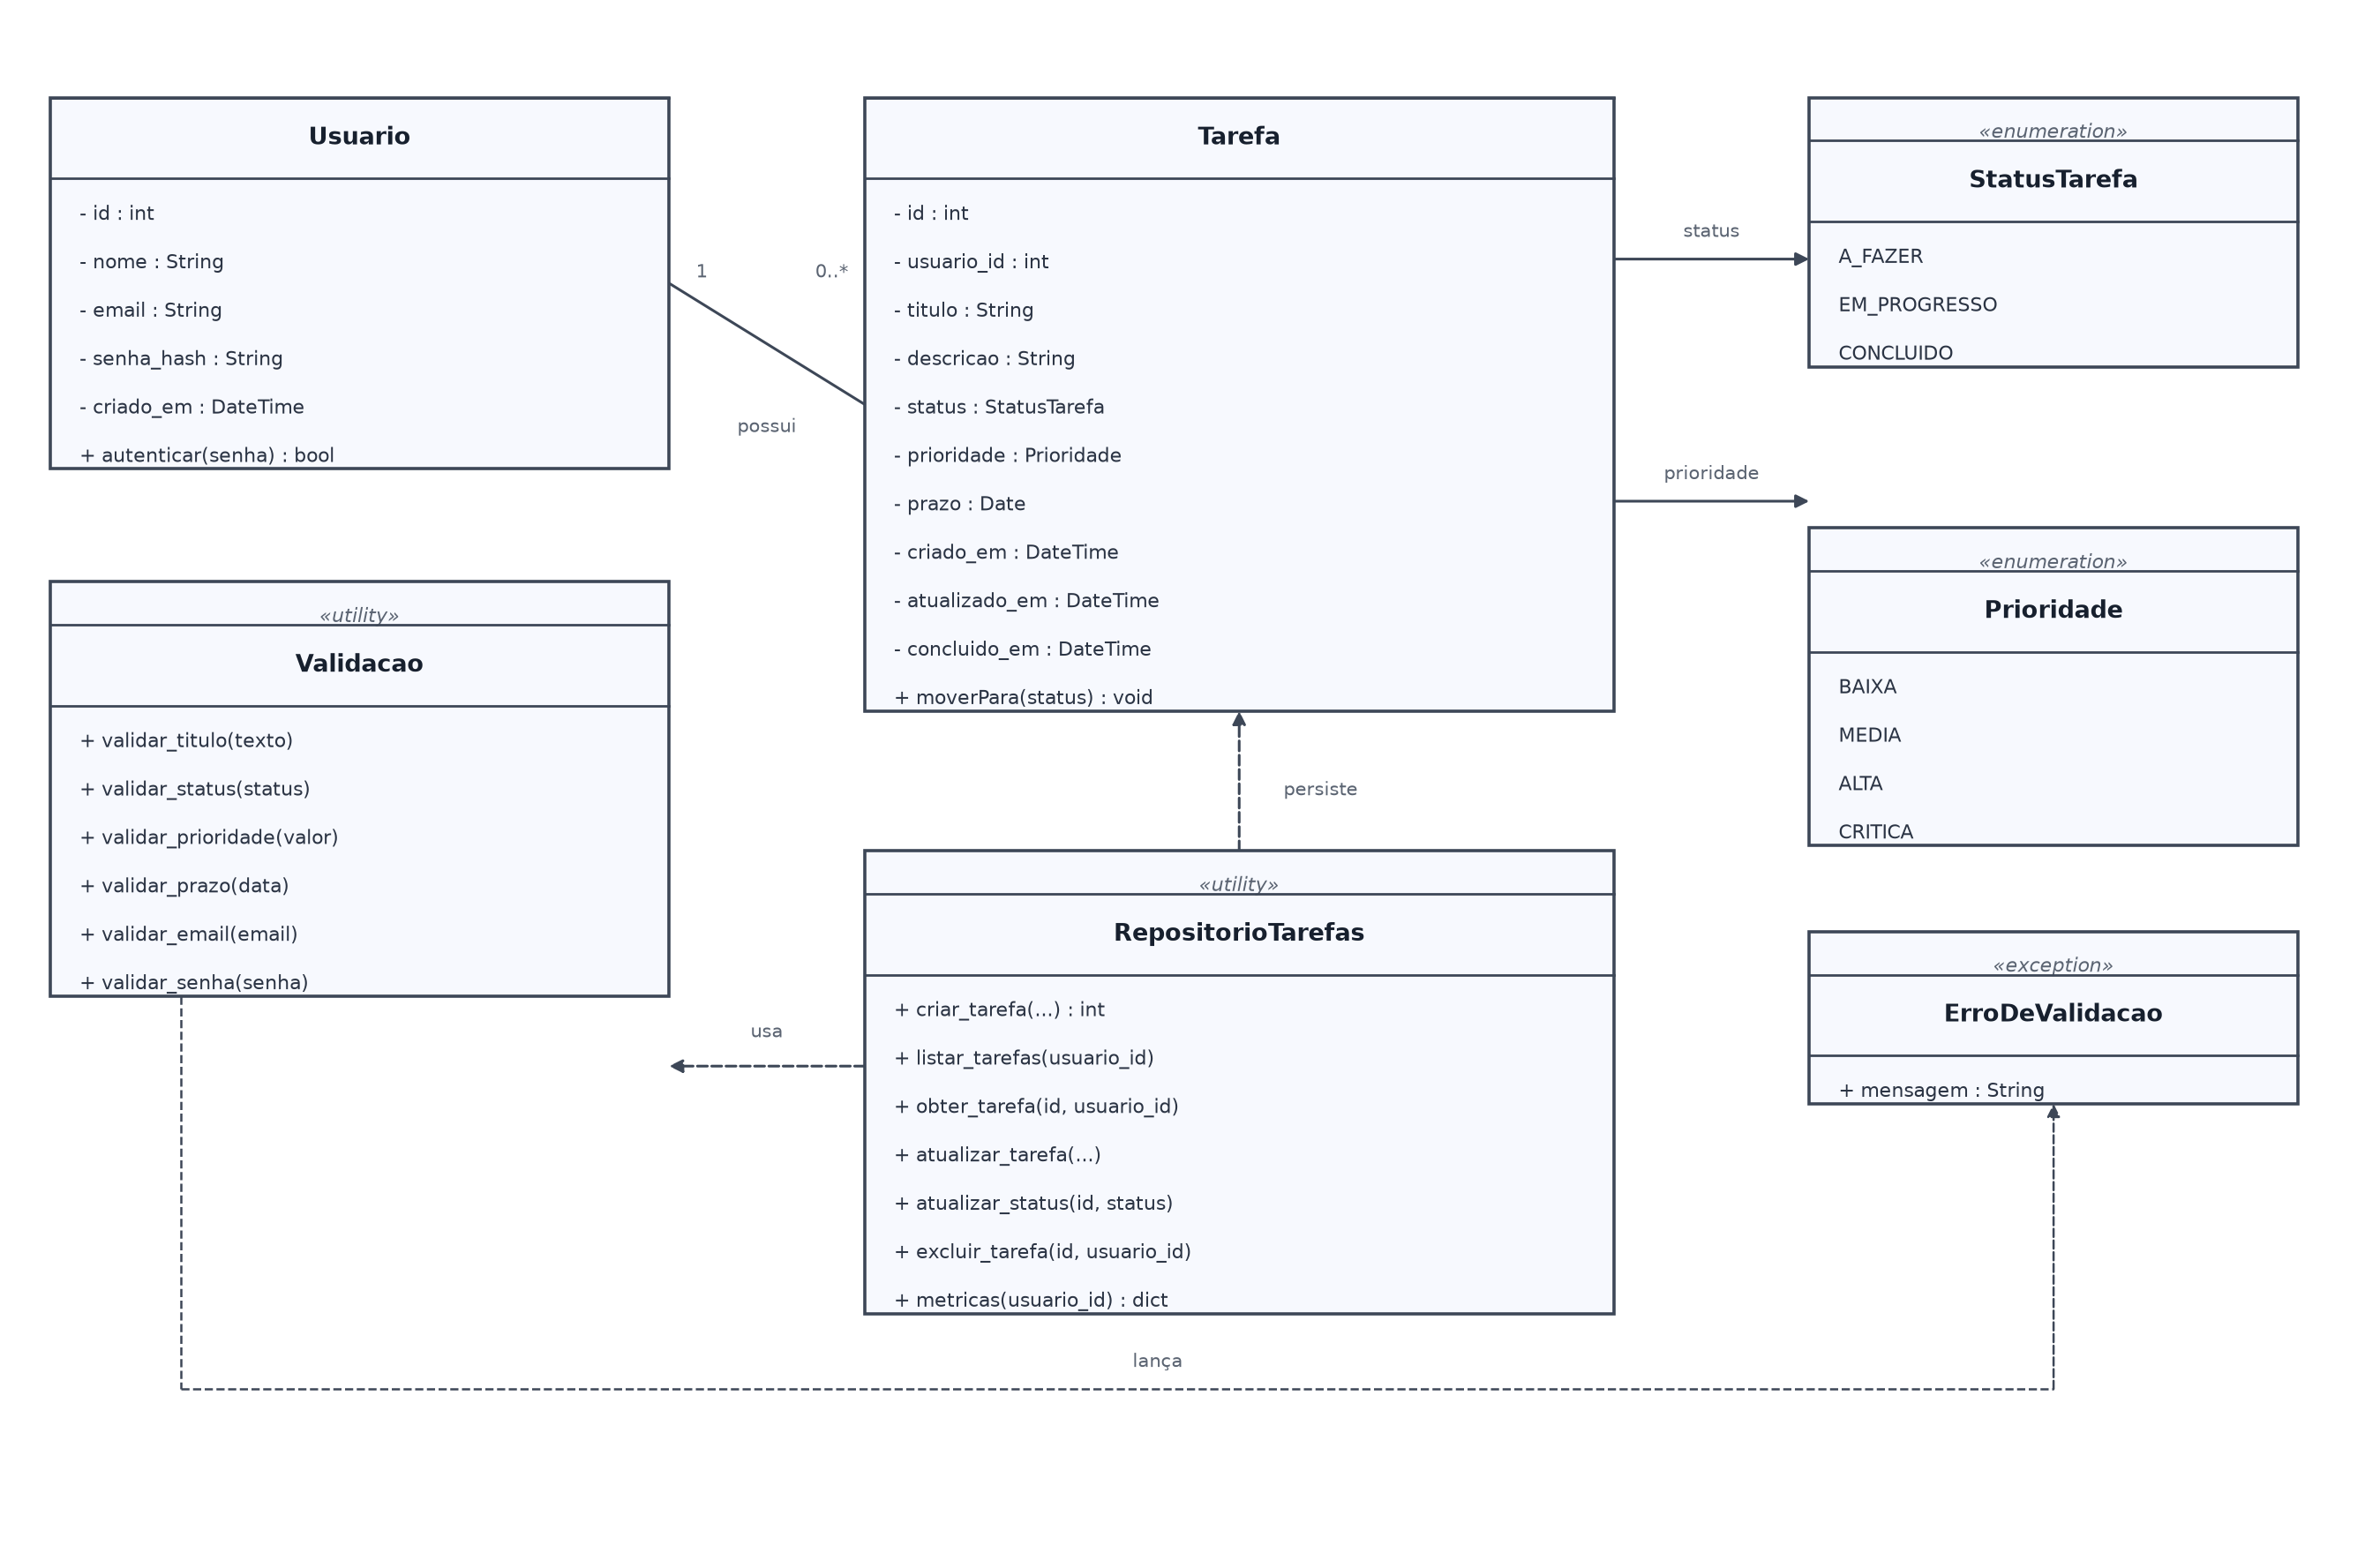 Usuario
- id : int
- nome : String
- email : String
- senha_hash : String
- criado_em : DateTime
+ autenticar(senha) : bool
1
0..*
possui
Tarefa
- id : int
- usuario_id : int
- titulo : String
- descricao : String
- status : StatusTarefa
- prioridade : Prioridade
- prazo : Date
- criado_em : DateTime
- atualizado_em : DateTime
- concluido_em : DateTime
+ moverPara(status) : void
status
«enumeration»
StatusTarefa
A_FAZER
EM_PROGRESSO
CONCLUIDO
prioridade
«enumeration»
Prioridade
BAIXA
MEDIA
ALTA
CRITICA
«utility»
Validacao
+ validar_titulo(texto)
+ validar_status(status)
+ validar_prioridade(valor)
+ validar_prazo(data)
+ validar_email(email)
+ validar_senha(senha)
persiste
usa
«utility»
RepositorioTarefas
+ criar_tarefa(...) : int
+ listar_tarefas(usuario_id)
+ obter_tarefa(id, usuario_id)
+ atualizar_tarefa(...)
+ atualizar_status(id, status)
+ excluir_tarefa(id, usuario_id)
+ metricas(usuario_id) : dict
«exception»
ErroDeValidacao
+ mensagem : String
lança